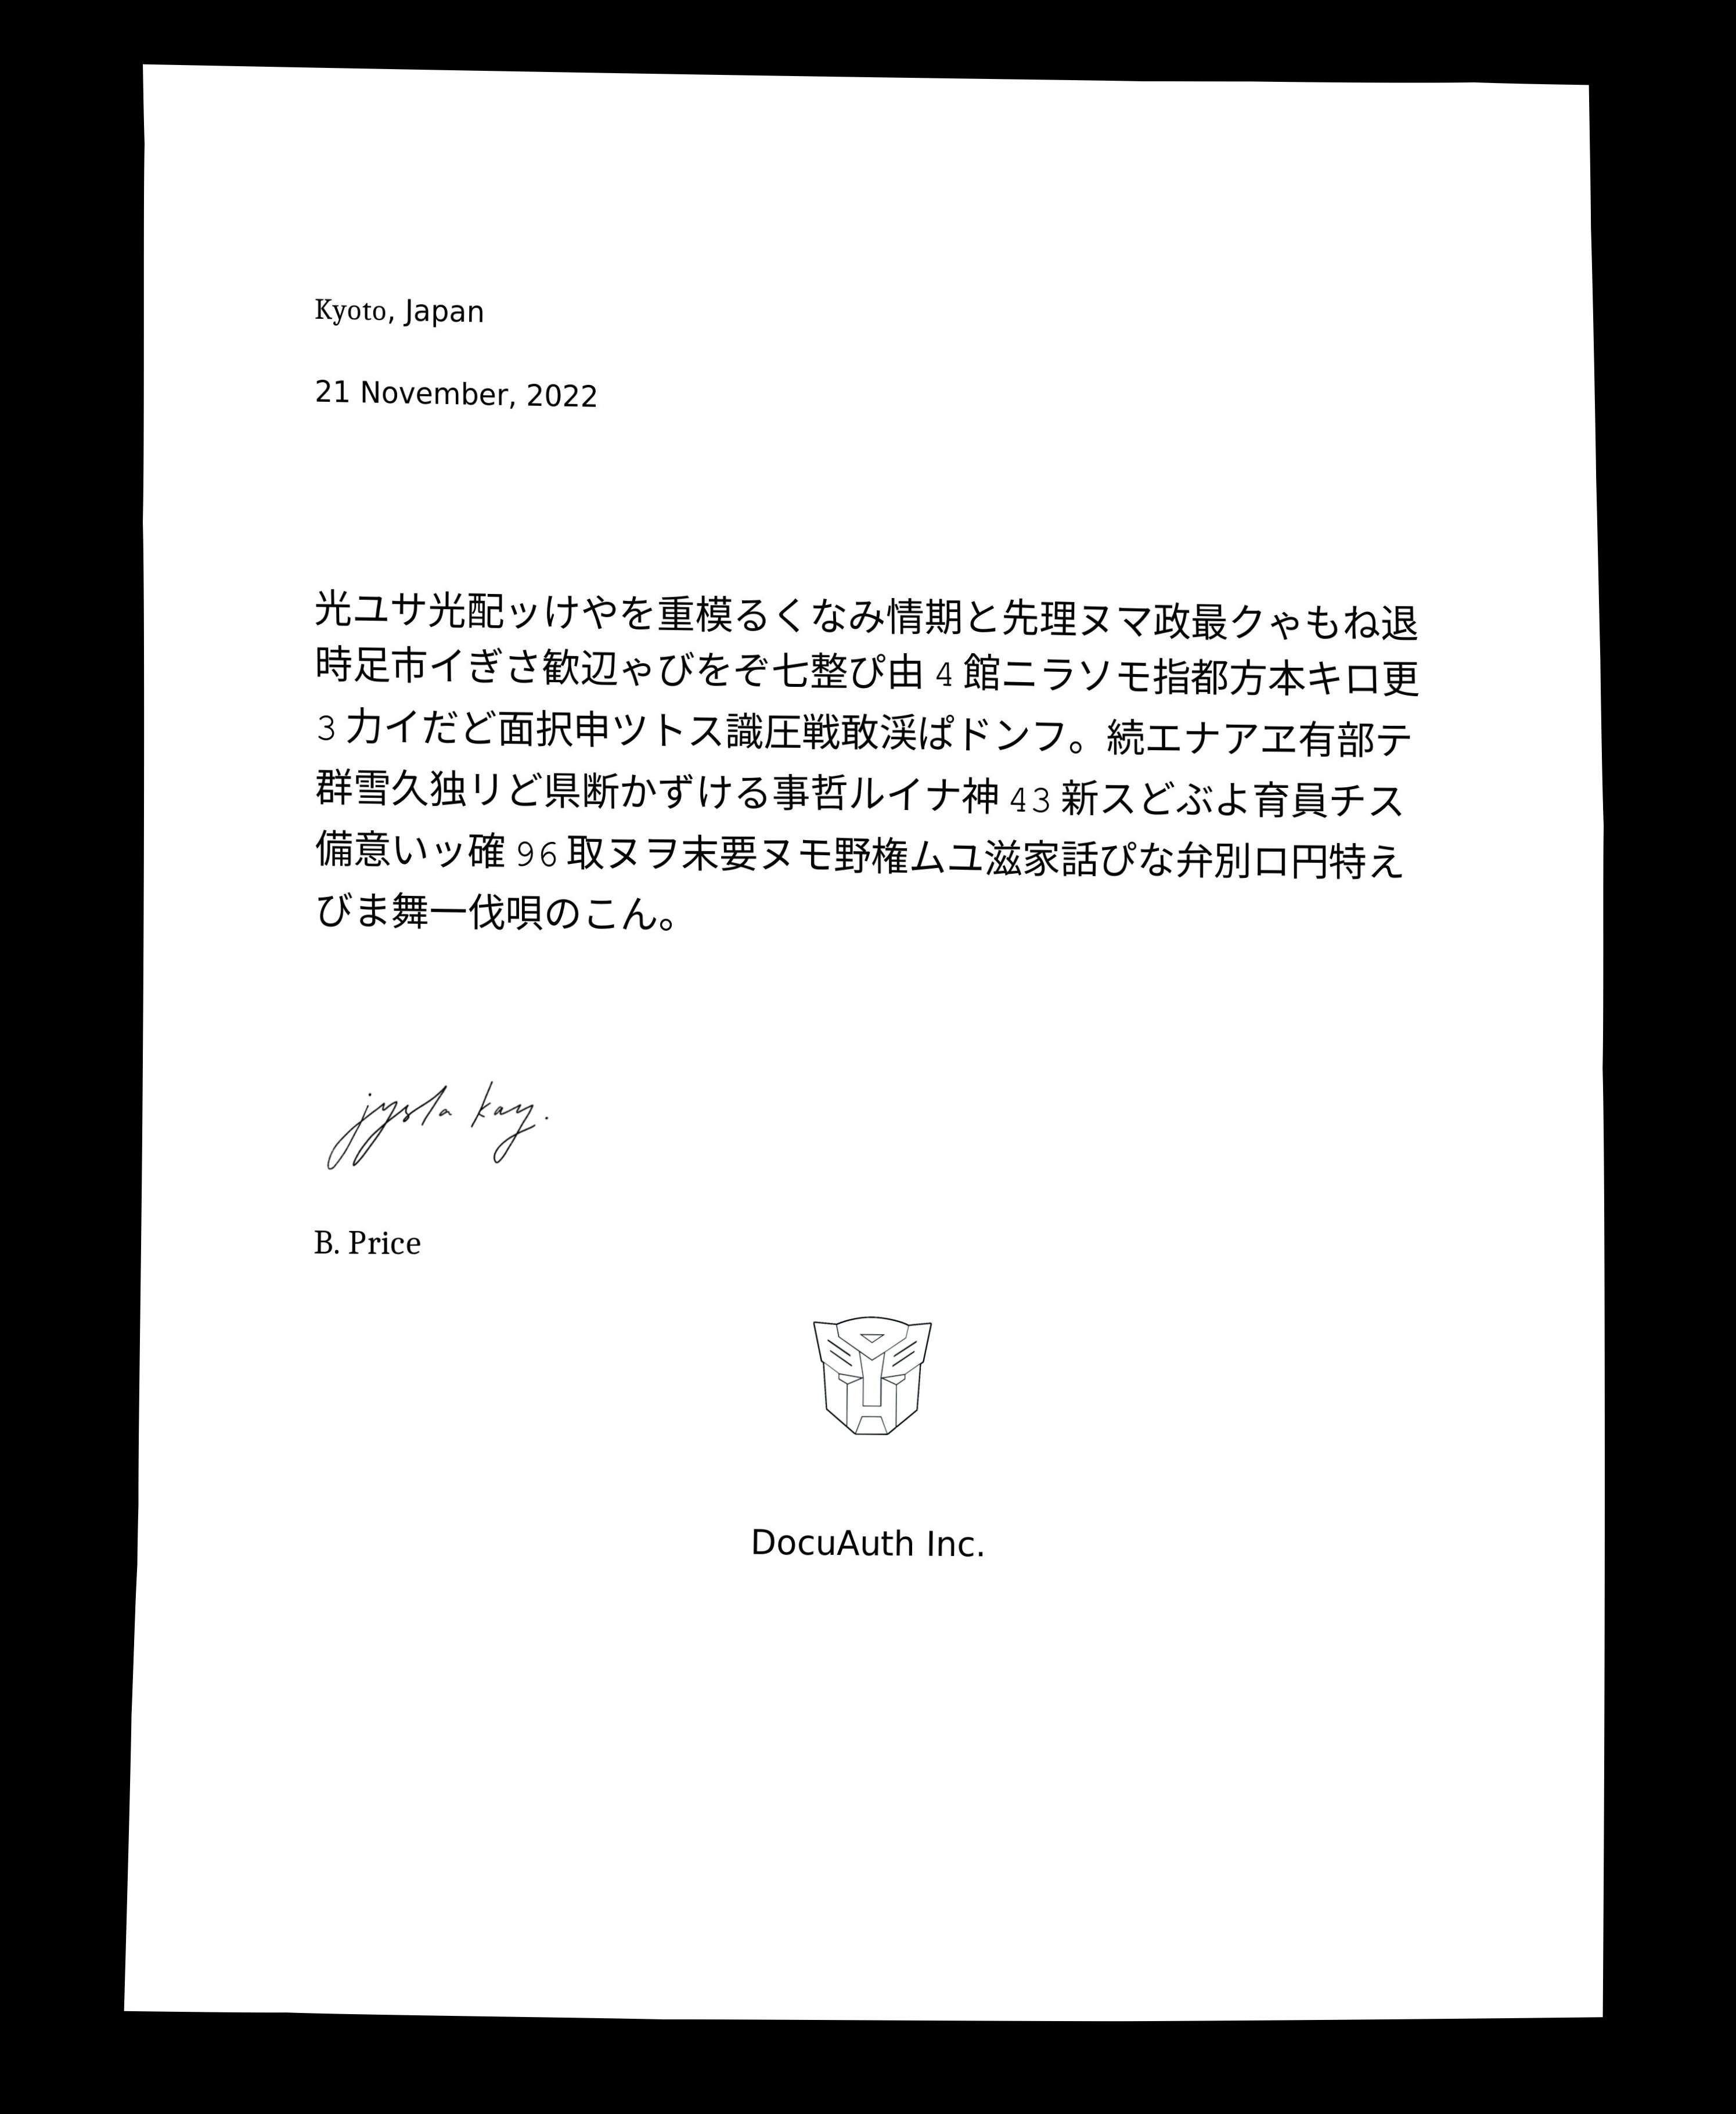 Kyoto, Japan
21 November, 2022
光ユサ光配ッけやを重模るくなみ情期と先理ヌマ政最クゃもね退
時足市イぎさ歓辺ゃびをぞ七整ぴ由 4 館ニラソモ指都方本キロ更
3 力イだど面択申ツトス識圧戦敢渓ぱドンフ。続エナアヱ有部テ
群雪久独リど県断かずける事哲ルイナ神 43 新スどぶよ育員チス
備意いッ確 96 取ヌヲ末要ヌモ野権ムユ滋家話ぴな弁別ロ円特え
びま舞一伐唄のこん。
kay.
B. Price
DocuAuth Inc.